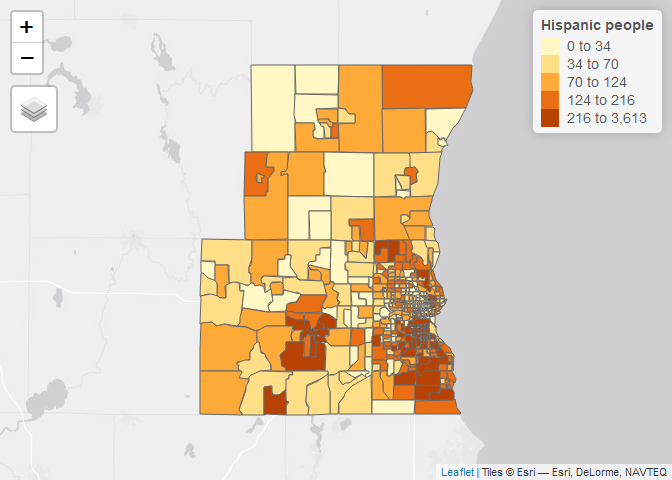 +
−
Hispanic people
0 to 34
34 to 70
70 to 124
124 to 216
216 to 3,613
Leaflet | Tiles © Esri — Esri, DeLorme, NAVTEQ